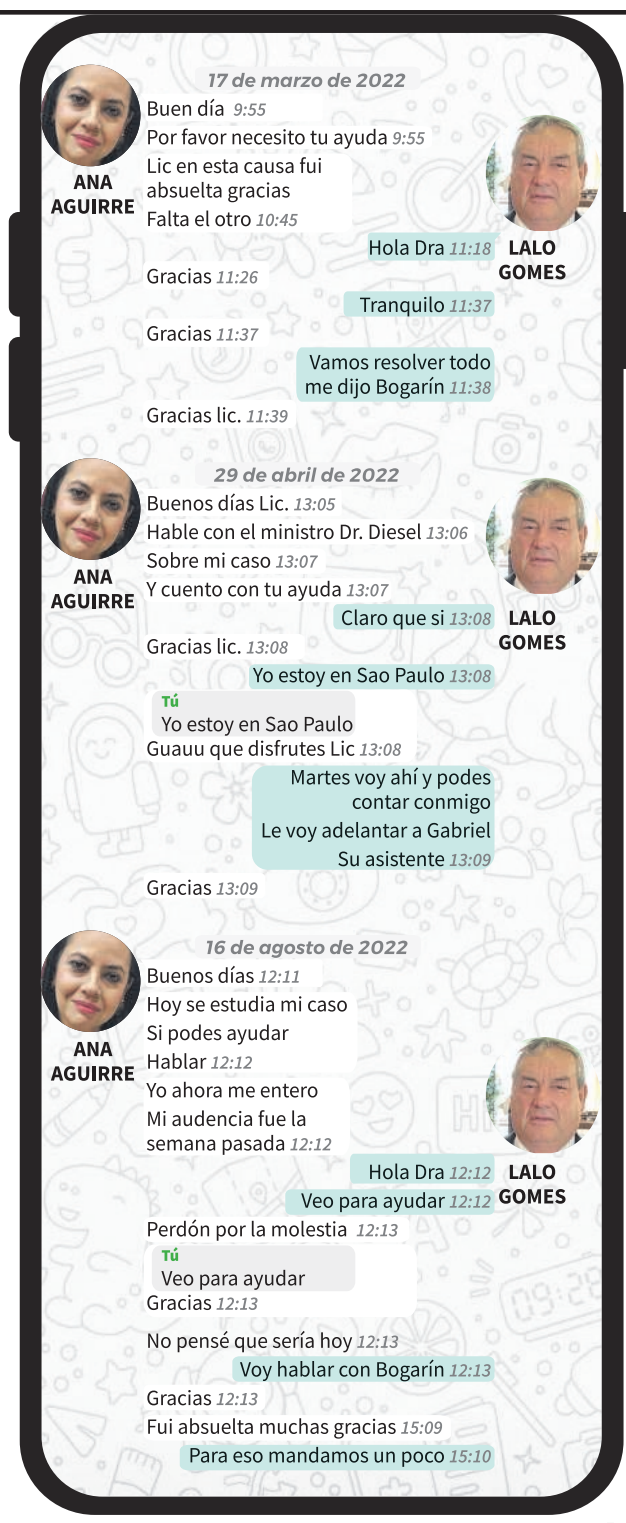 17 de marzo de 2022
Buen día 9:55
Por favor necesito tu ayuda 9:55
Lic en esta causa fui
absuelta gracias
Falta el otro 10:45
ANA
AGUIRRE
Hola Dra 11:18
LALO
GOMES
Gracias 11:26
Tranquilo 11:37
Gracias 11:37
Vamos resolver todo
me dijo Bogarín 11:38
Gracias lic. 11:39
29 de abril de 2022
Buenos días Lic. 13:05
Hable con el ministro Dr. Diesel 13:06
Sobre mi caso 13:07
Y cuento con tu ayuda 13:07
ANA
AGUIRRE
Claro que si 13:08
LALO
GOMES
Gracias lic. 13:08
Yo estoy en Sao Paulo 13:08
Tú
Yo estoy en Sao Paulo
Guauu que disfrutes Lic 13:08
Martes voy ahí y podes
contar conmigo
Le voy adelantar a Gabriel
Su asistente 13:09
Gracias 13:09
16 de agosto de 2022
Buenos días 12:11
Hoy se estudia mi caso
Si podes ayudar
Hablar 12:12
ANA
AGUIRRE
Yo ahora me entero
Mi audencia fue la
semana pasada 12:12
Hola Dra 12:12
Veo para ayudar 12:12
LALO
GOMES
Perdón por la molestia 12:13
Tú
Veo para ayudar
Gracias 12:13
No pensé que sería hoy 12:13
Voy hablar con Bogarín 12:13
Gracias 12:13
Fui absuelta muchas gracias 15:09
Para eso mandamos un poco 15:10
09:28